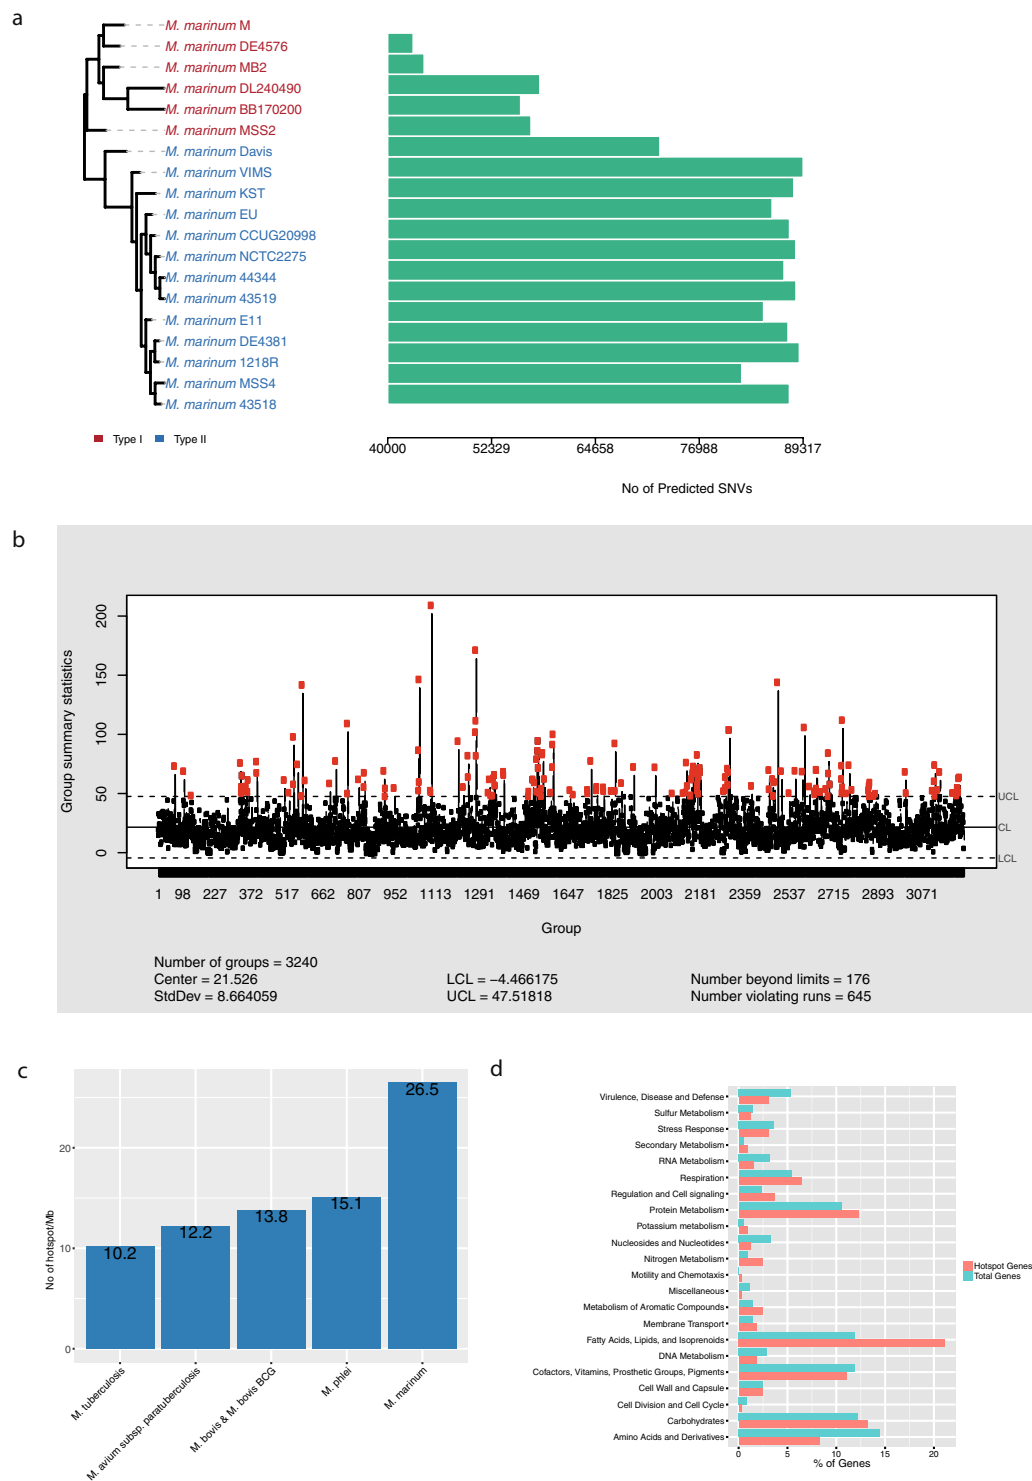 a
M. marinum M
M. marinum DE4576
M. marinum MB2
M. marinum DL240490
M. marinum BB170200
M. marinum MSS2
M. marinum Davis
M. marinum VIMS
M. marinum KST
M. marinum EU
M. marinum CCUG20998
M. marinum NCTC2275
M. marinum 44344
M. marinum 43519
M. marinum E11
M. marinum DE4381
M. marinum 1218R
M. marinum MSS4
M. marinum 43518
Type I Type II
40000 52329 64658 76988 89317
No of Predicted SNVs
b
Group summary statistics
200
150
100
50
0
UCL
CL
LCL
1 98 227 372 517 662 807 952 1113 1291 1469 1647 1825 2003 2181 2359 2537 2715 2893 3071
Group
Number of groups = 3240
Center = 21.526 LCL = −4.466175 Number beyond limits = 176
StdDev = 8.664059 UCL = 47.51818 Number violating runs = 645
c
No of hotspot/Mb
20
10
0
10.2
12.2
13.8
15.1
26.5
M. tuberculosis
M. avium subsp. paratuberculosis
M. bovis & M. bovis BCG
M. phlei
M. marinum
d
Virulence, Disease and Defense
Sulfur Metabolism
Stress Response
Secondary Metabolism
RNA Metabolism
Respiration
Regulation and Cell signaling
Protein Metabolism
Potassium metabolism
Nucleosides and Nucleotides
Nitrogen Metabolism
Motility and Chemotaxis
Miscellaneous
Metabolism of Aromatic Compounds
Membrane Transport
Fatty Acids, Lipids, and Isoprenoids
DNA Metabolism
Cofactors, Vitamins, Prosthetic Groups, Pigments
Cell Wall and Capsule
Cell Division and Cell Cycle
Carbohydrates
Amino Acids and Derivatives
0 5 10 15 20
% of Genes
Hotspot Genes
Total Genes